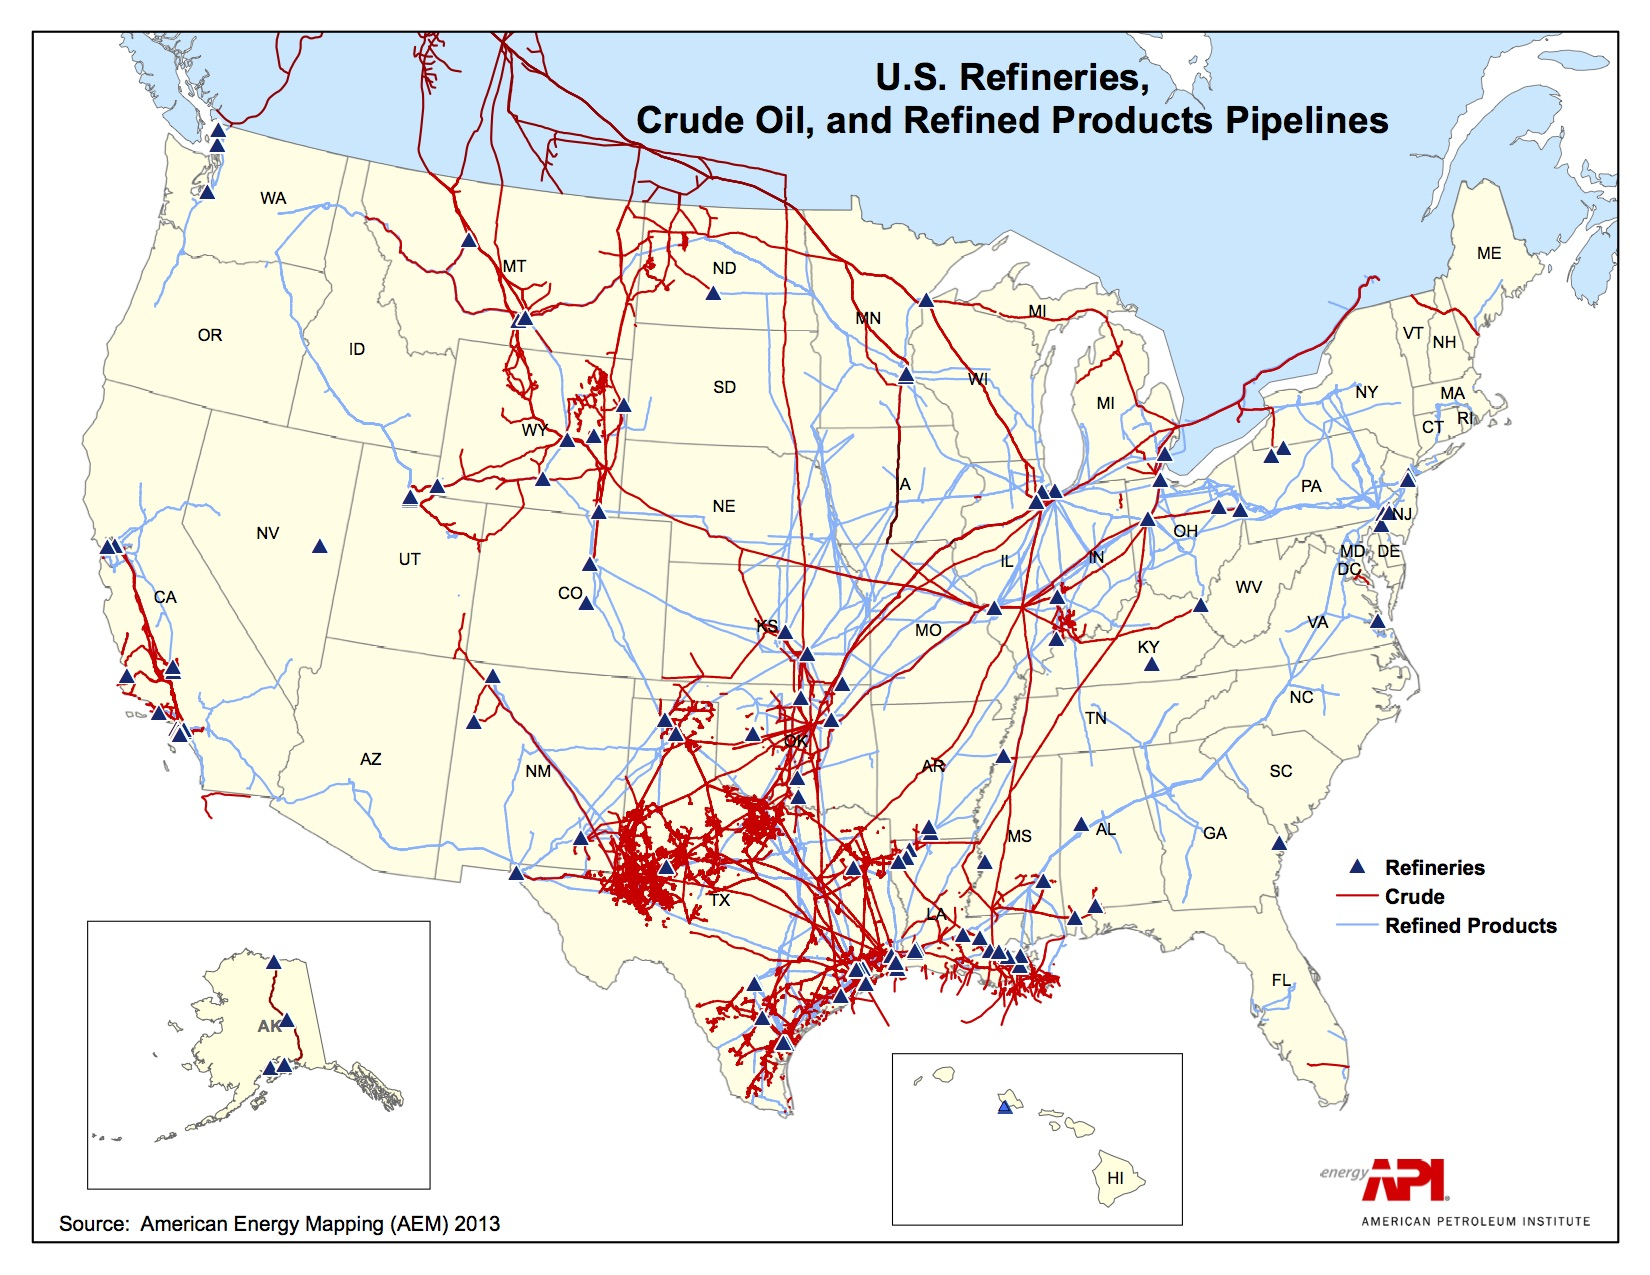 U.S. Refineries,
Crude Oil, and Refined Products Pipelines
WA
MT
ND
ME
OR
ID
MN
MI
VT
NH
SD
WI
MI
NY
MA
CT
RI
WY
IA
PA
NJ
NE
NV
UT
OH
IL
IN
MD
DE
DC
CA
CO
WV
KS
MO
KY
VA
NC
TN
OK
AZ
NM
AR
SC
MS
AL
GA
TX
LA
FL
Refineries
Crude
Refined Products
AK
HI
energy API
AMERICAN PETROLEUM INSTITUTE
Source: American Energy Mapping (AEM) 2013